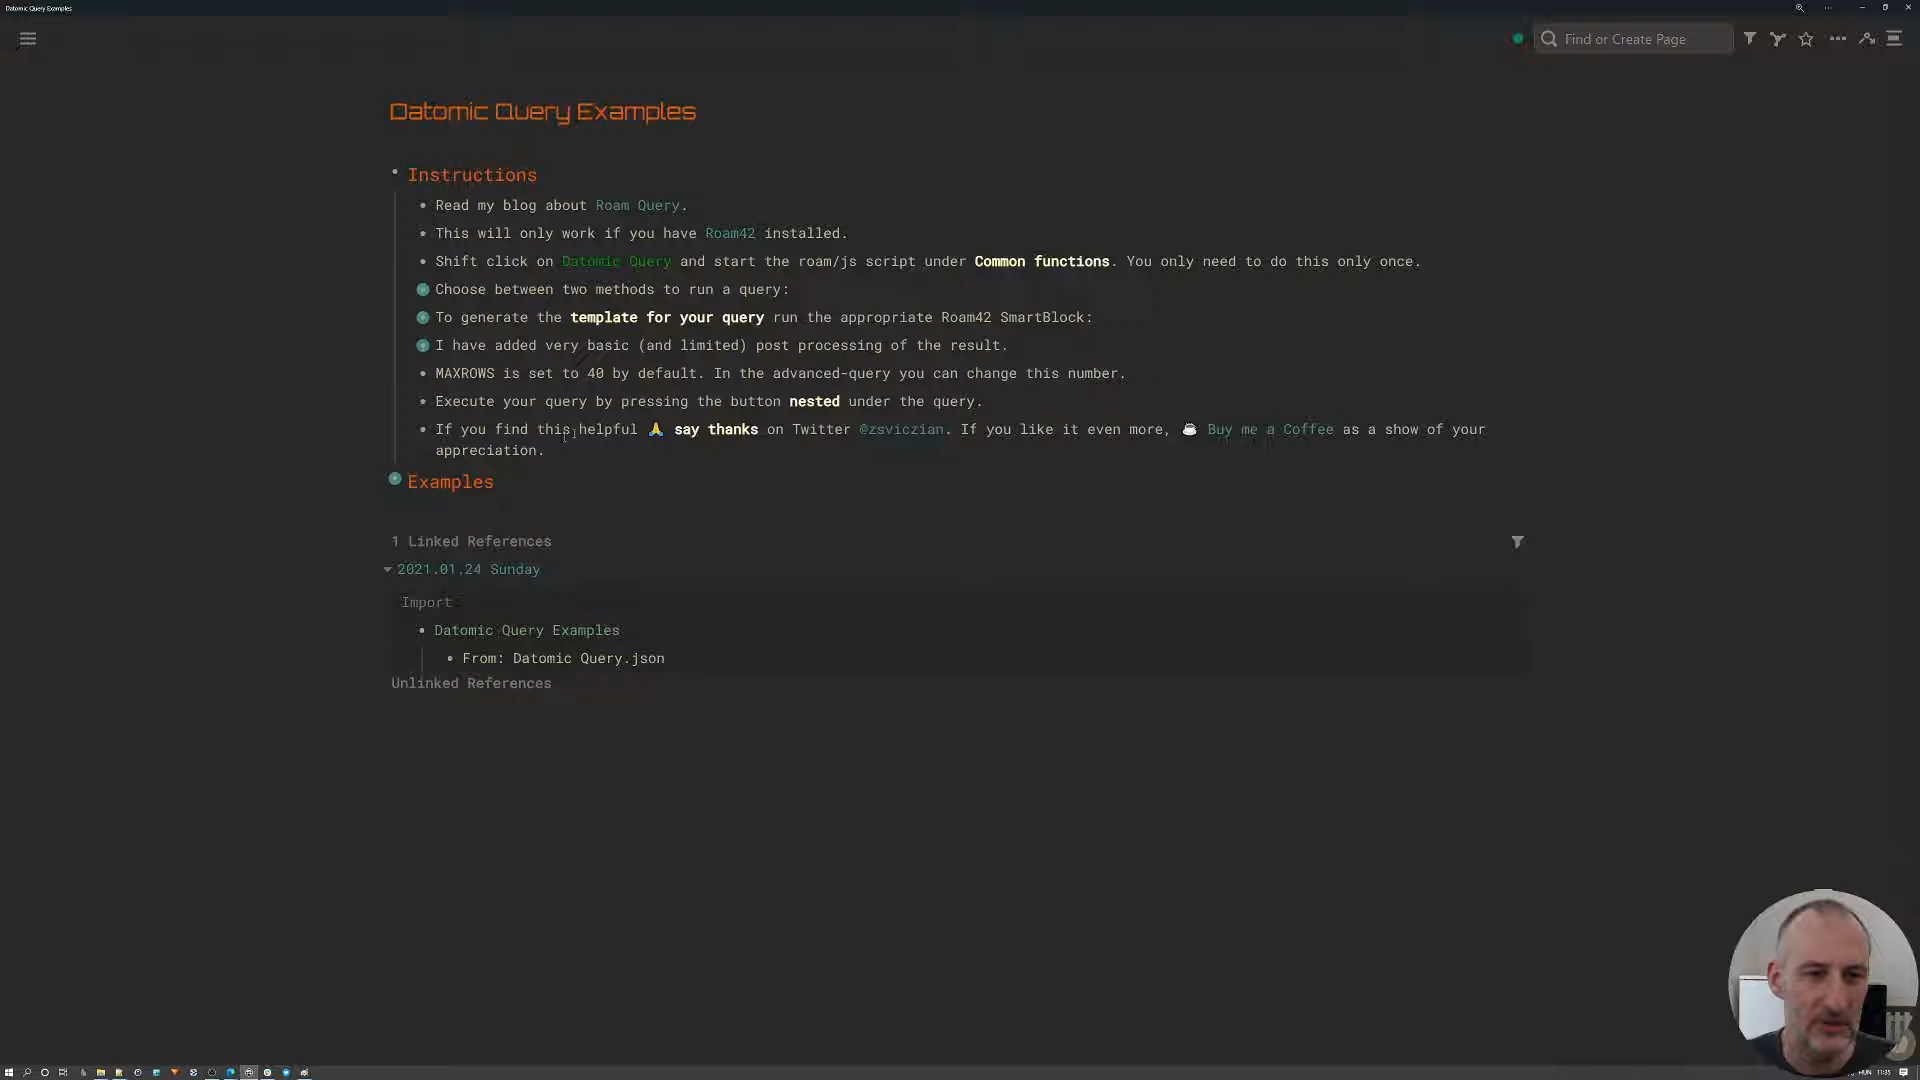 Datomic Query Examples
Find or Create Page
Datomic Query Examples
Instructions
Read my blog about Roam Query.
This will only work if you have Roam42 installed.
Shift click on Datomic Query and start the roam/js script under Common functions. You only need to do this only once.
Choose between two methods to run a query:
To generate the template for your query run the appropriate Roam42 SmartBlock:
I have added very basic (and limited) post processing of the result.
MAXROWS is set to 40 by default. In the advanced-query you can change this number.
Execute your query by pressing the button nested under the query.
If you find this helpful 🙏 say thanks on Twitter @zsviczian. If you like it even more, ☕ Buy me a Coffee as a show of your
appreciation.
Examples
1 Linked References
2021.01.24 Sunday
Import
Datomic Query Examples
From: Datomic Query.json
Unlinked References
HUN 11:35